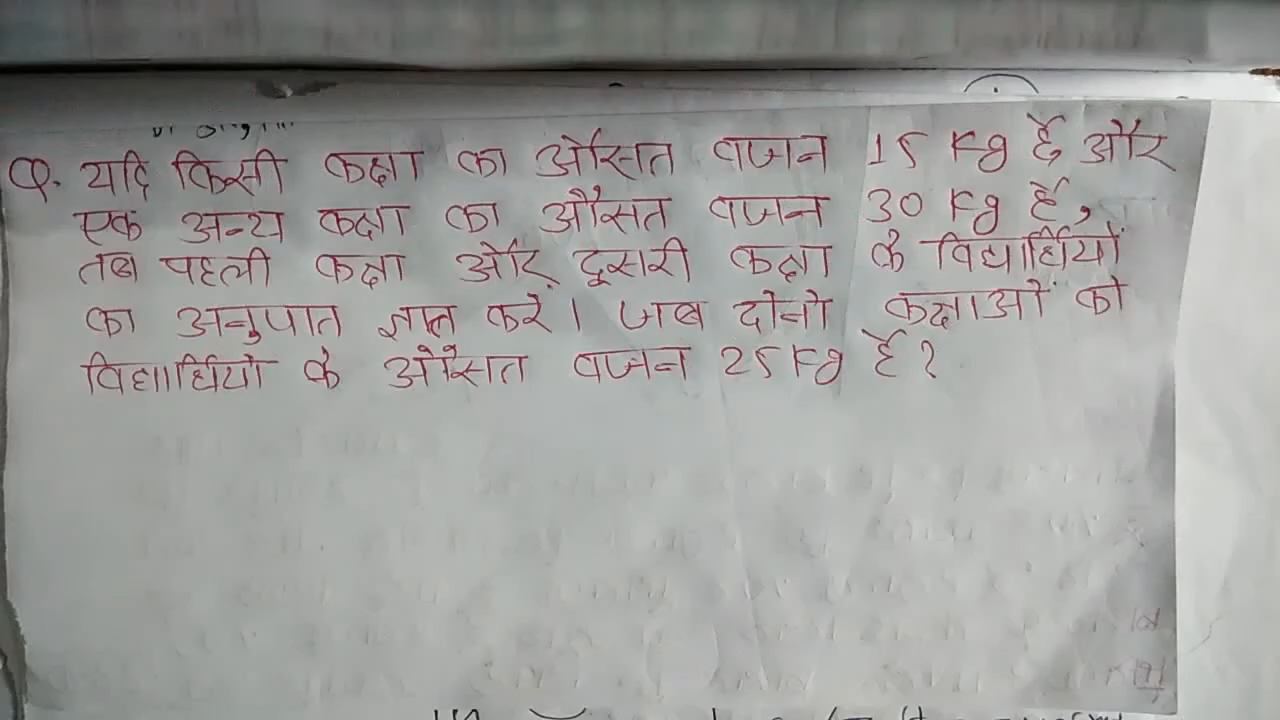 Q. यदि किसी कक्षा का औसत वजन 15 Kg है और
एक अन्य कक्षा का औसत वजन 30 Kg है,
तब पहली कक्षा और दूसरी कक्षा के विद्यार्थियों
का अनुपात ज्ञात करे। जब दोनो कक्षाओं को
विद्यार्थियो के औसत वजन 25 Kg है?